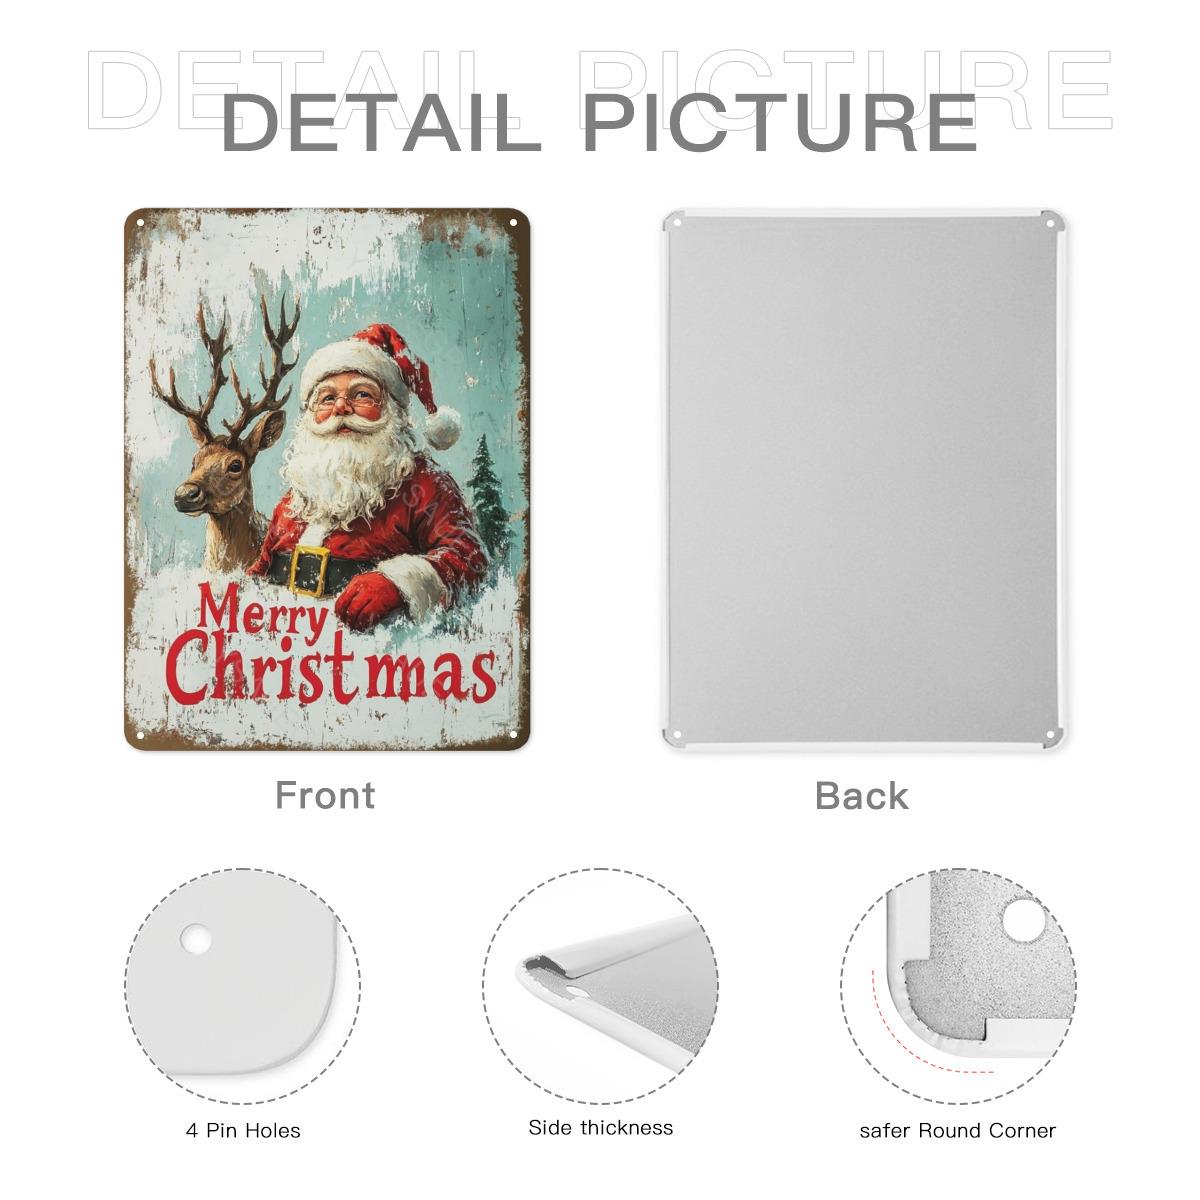 DETAIL PICTURE
DETAIL PICTURE
Merry
Christmas
Front
Back
4 Pin Holes
Side thickness
safer Round Corner